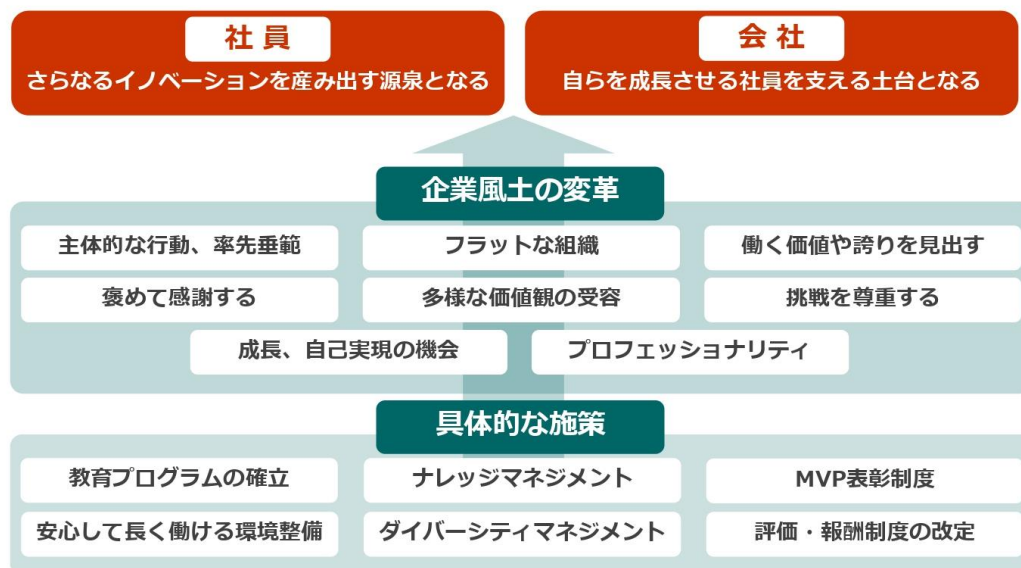 社員
さらなるイノベーションを産み出す源泉となる
会社
自らを成長させる社員を支える土台となる
企業風土の変革
主体的な行動、率先垂範
フラットな組織
働く価値や誇りを見出す
褒めて感謝する
多様な価値観の受容
挑戦を尊重する
成長、自己実現の機会
プロフェッショナリティ
具体的な施策
教育プログラムの確立
ナレッジマネジメント
MVP表彰制度
安心して長く働ける環境整備
ダイバーシティマネジメント
評価・報酬制度の改定